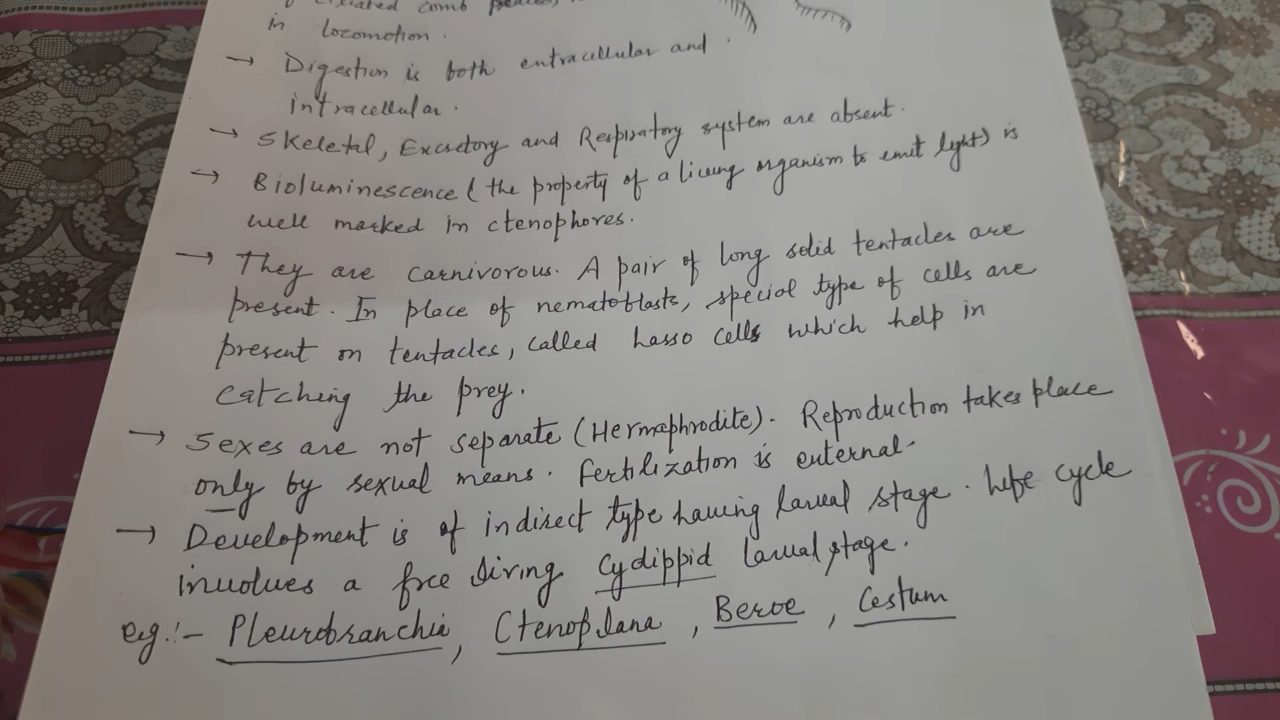 ciliated comb
in locomotion.
→ Digestion is both extracellular and
intracellular.
→ Skeletal, Excretory and Respiratory system are absent.
→ Bioluminescence (the property of a living organism to emit light) is
well marked in ctenophores.
→ They are carnivorous. A pair of long solid tentacles are
present. In place of nematoblasts, special type of cells are
present on tentacles, called Lasso cells which help in
catching the prey.
→ Sexes are not separate (Hermaphrodite). Reproduction takes place
only by sexual means. Fertilization is external.
→ Development is of indirect type having larval stage. Life cycle
involves a free living Cydippid larval stage.
eg:- Pleurobranchia, Ctenoplana, Beroe, Cestum